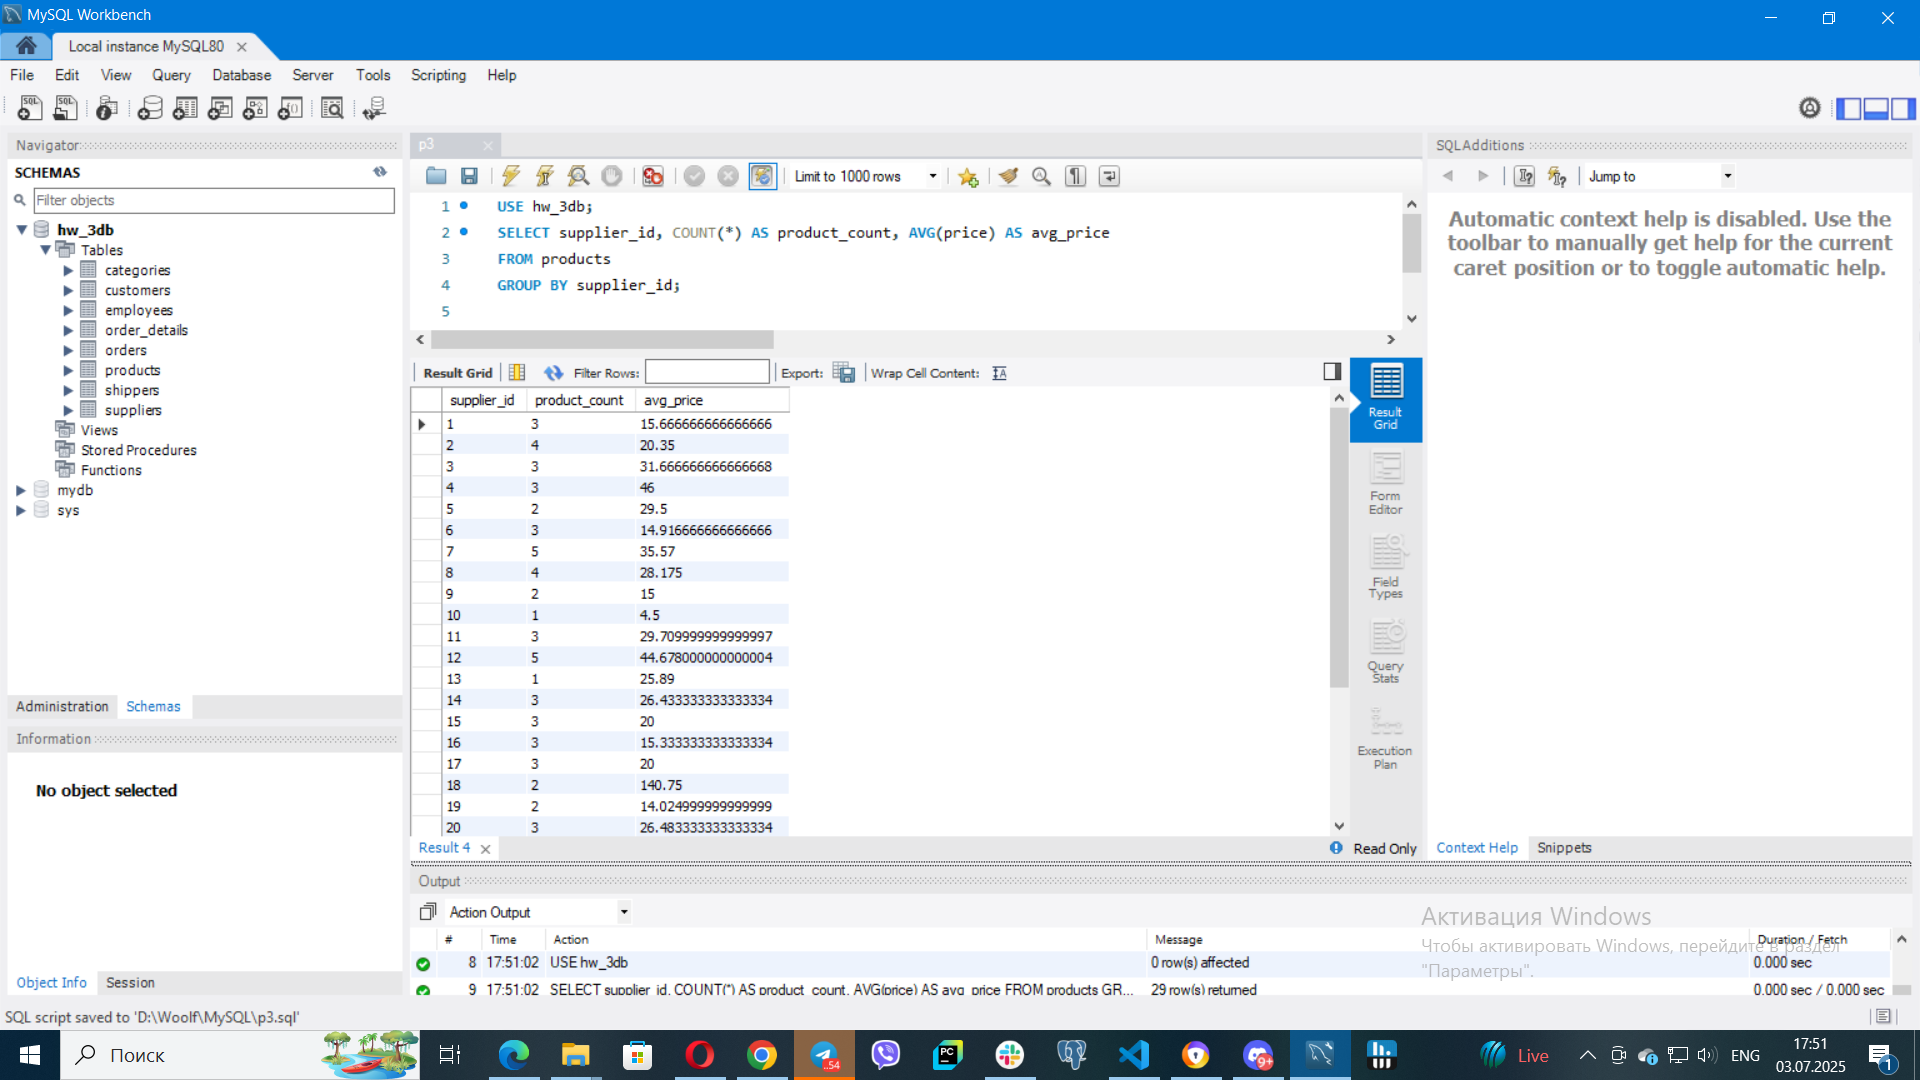 MySQL Workbench
Local instance MySQL80
File Edit View Query Database Server Tools Scripting Help
Navigator
SCHEMAS
Filter objects
hw_3db
Tables
categories
customers
employees
order_details
orders
products
shippers
suppliers
Views
Stored Procedures
Functions
mydb
sys
Administration Schemas
Information
No object selected
Object Info Session
p3
Limit to 1000 rows
1 USE hw_3db;
2 SELECT supplier_id, COUNT(*) AS product_count, AVG(price) AS avg_price
3 FROM products
4 GROUP BY supplier_id;
5
Result Grid Filter Rows: Export: Wrap Cell Content:
supplier_id product_count avg_price
1 3 15.666666666666666
2 4 20.35
3 3 31.666666666666668
4 3 46
5 2 29.5
6 3 14.916666666666666
7 5 35.57
8 4 28.175
9 2 15
10 1 4.5
11 3 29.709999999999997
12 5 44.678000000000004
13 1 25.89
14 3 26.433333333333334
15 3 20
16 3 15.333333333333334
17 3 20
18 2 140.75
19 2 14.024999999999999
20 3 26.483333333333334
Result Grid
Form Editor
Field Types
Query Stats
Execution Plan
Result 4
Read Only
SQLAdditions
Jump to
Automatic context help is disabled. Use the
toolbar to manually get help for the current
caret position or to toggle automatic help.
Context Help Snippets
Output
Action Output
# Time Action Message Duration / Fetch
8 17:51:02 USE hw_3db 0 row(s) affected 0.000 sec
9 17:51:02 SELECT supplier_id, COUNT(*) AS product_count, AVG(price) AS avg_price FROM products GR... 29 row(s) returned 0.000 sec / 0.000 sec
Активация Windows
Чтобы активировать Windows, перейдите в раздел
"Параметры".
SQL script saved to 'D:\Woolf\MySQL\p3.sql'
Поиск
Live
ENG
17:51
03.07.2025
SQL
SQL
PC
..54
9+
1